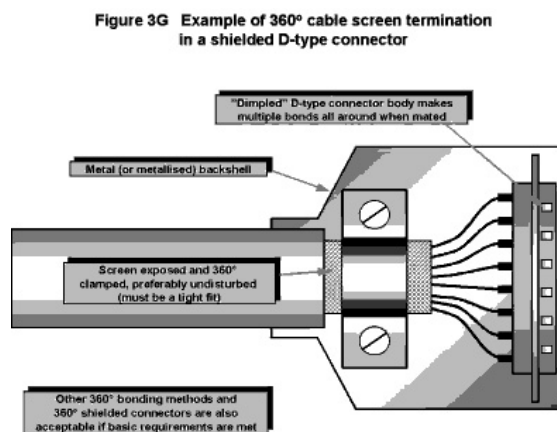 Figure 3G Example of 360° cable screen termination
in a shielded D-type connector
"Dimpled" D-type connector body makes
multiple bonds all around when mated
Metal (or metallised) backshell
Screen exposed and 360°
clamped, preferably undisturbed
(must be a tight fit)
Other 360° bonding methods and
360° shielded connectors are also
acceptable if basic requirements are met